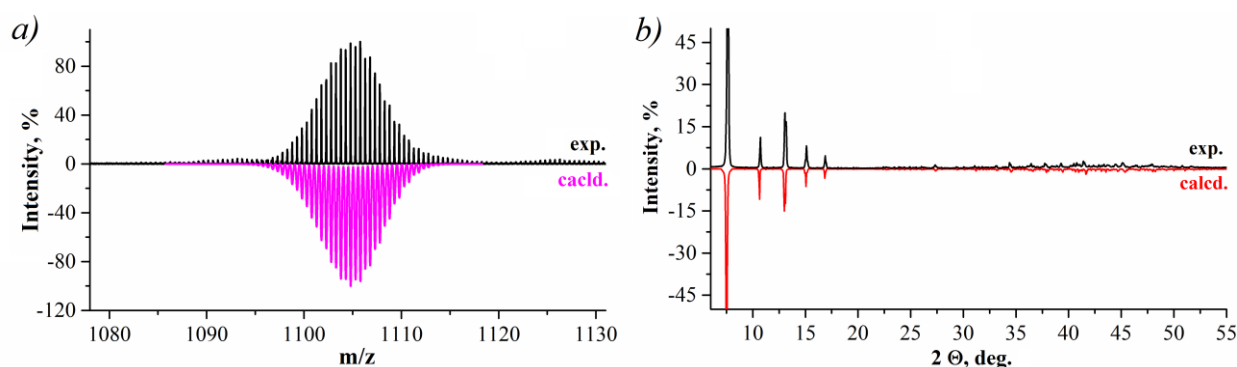 a)
80
40
0
-40
-80
-120
Intensity, %
exp.
cacld.
1080 1090 1100 1110 1120 1130
m/z
b)
45
30
15
0
-15
-30
-45
Intensity, %
exp.
calcd.
10 15 20 25 30 35 40 45 50 55
2 Θ, deg.